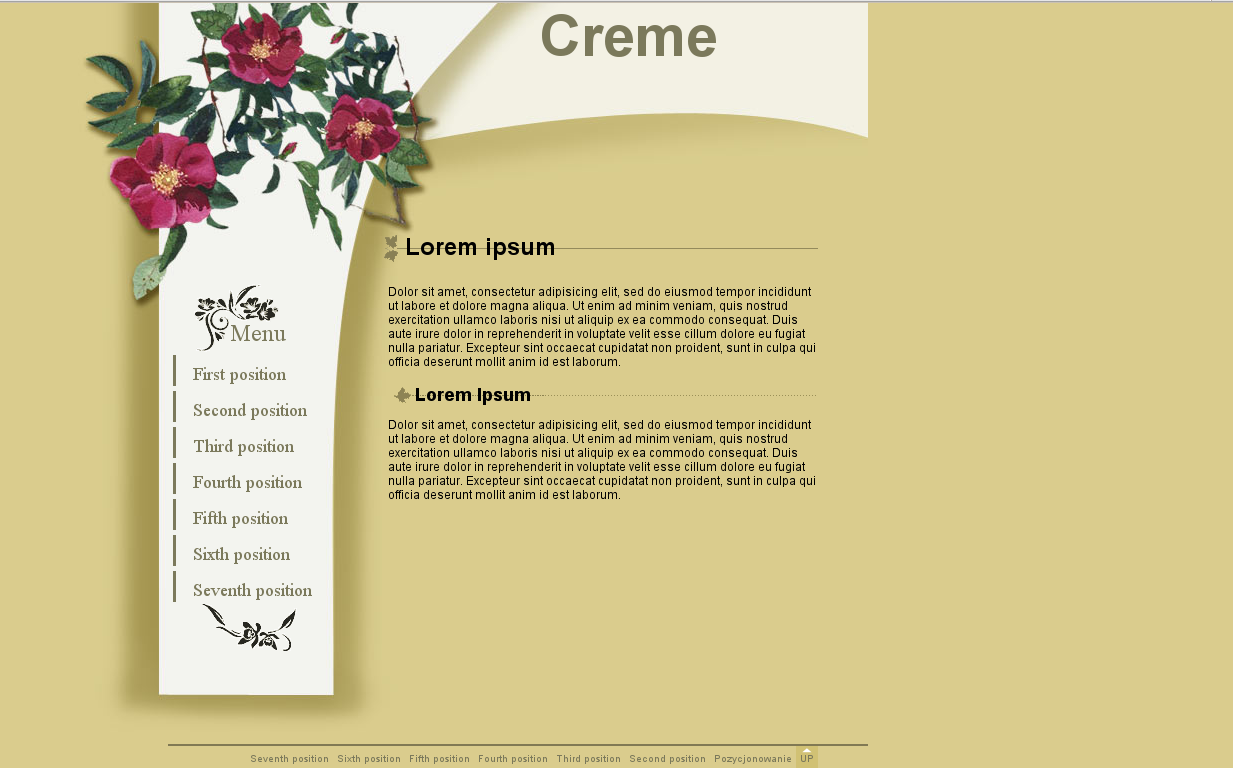 Creme
Lorem ipsum
Dolor sit amet, consectetur adipisicing elit, sed do eiusmod tempor incididunt
ut labore et dolore magna aliqua. Ut enim ad minim veniam, quis nostrud
exercitation ullamco laboris nisi ut aliquip ex ea commodo consequat. Duis
aute irure dolor in reprehenderit in voluptate velit esse cillum dolore eu fugiat
nulla pariatur. Excepteur sint occaecat cupidatat non proident, sunt in culpa qui
officia deserunt mollit anim id est laborum.
Lorem Ipsum
Dolor sit amet, consectetur adipisicing elit, sed do eiusmod tempor incididunt
ut labore et dolore magna aliqua. Ut enim ad minim veniam, quis nostrud
exercitation ullamco laboris nisi ut aliquip ex ea commodo consequat. Duis
aute irure dolor in reprehenderit in voluptate velit esse cillum dolore eu fugiat
nulla pariatur. Excepteur sint occaecat cupidatat non proident, sunt in culpa qui
officia deserunt mollit anim id est laborum.
Menu
First position
Second position
Third position
Fourth position
Fifth position
Sixth position
Seventh position
Seventh position Sixth position Fifth position Fourth position Third position Second position Pozycjonowanie UP